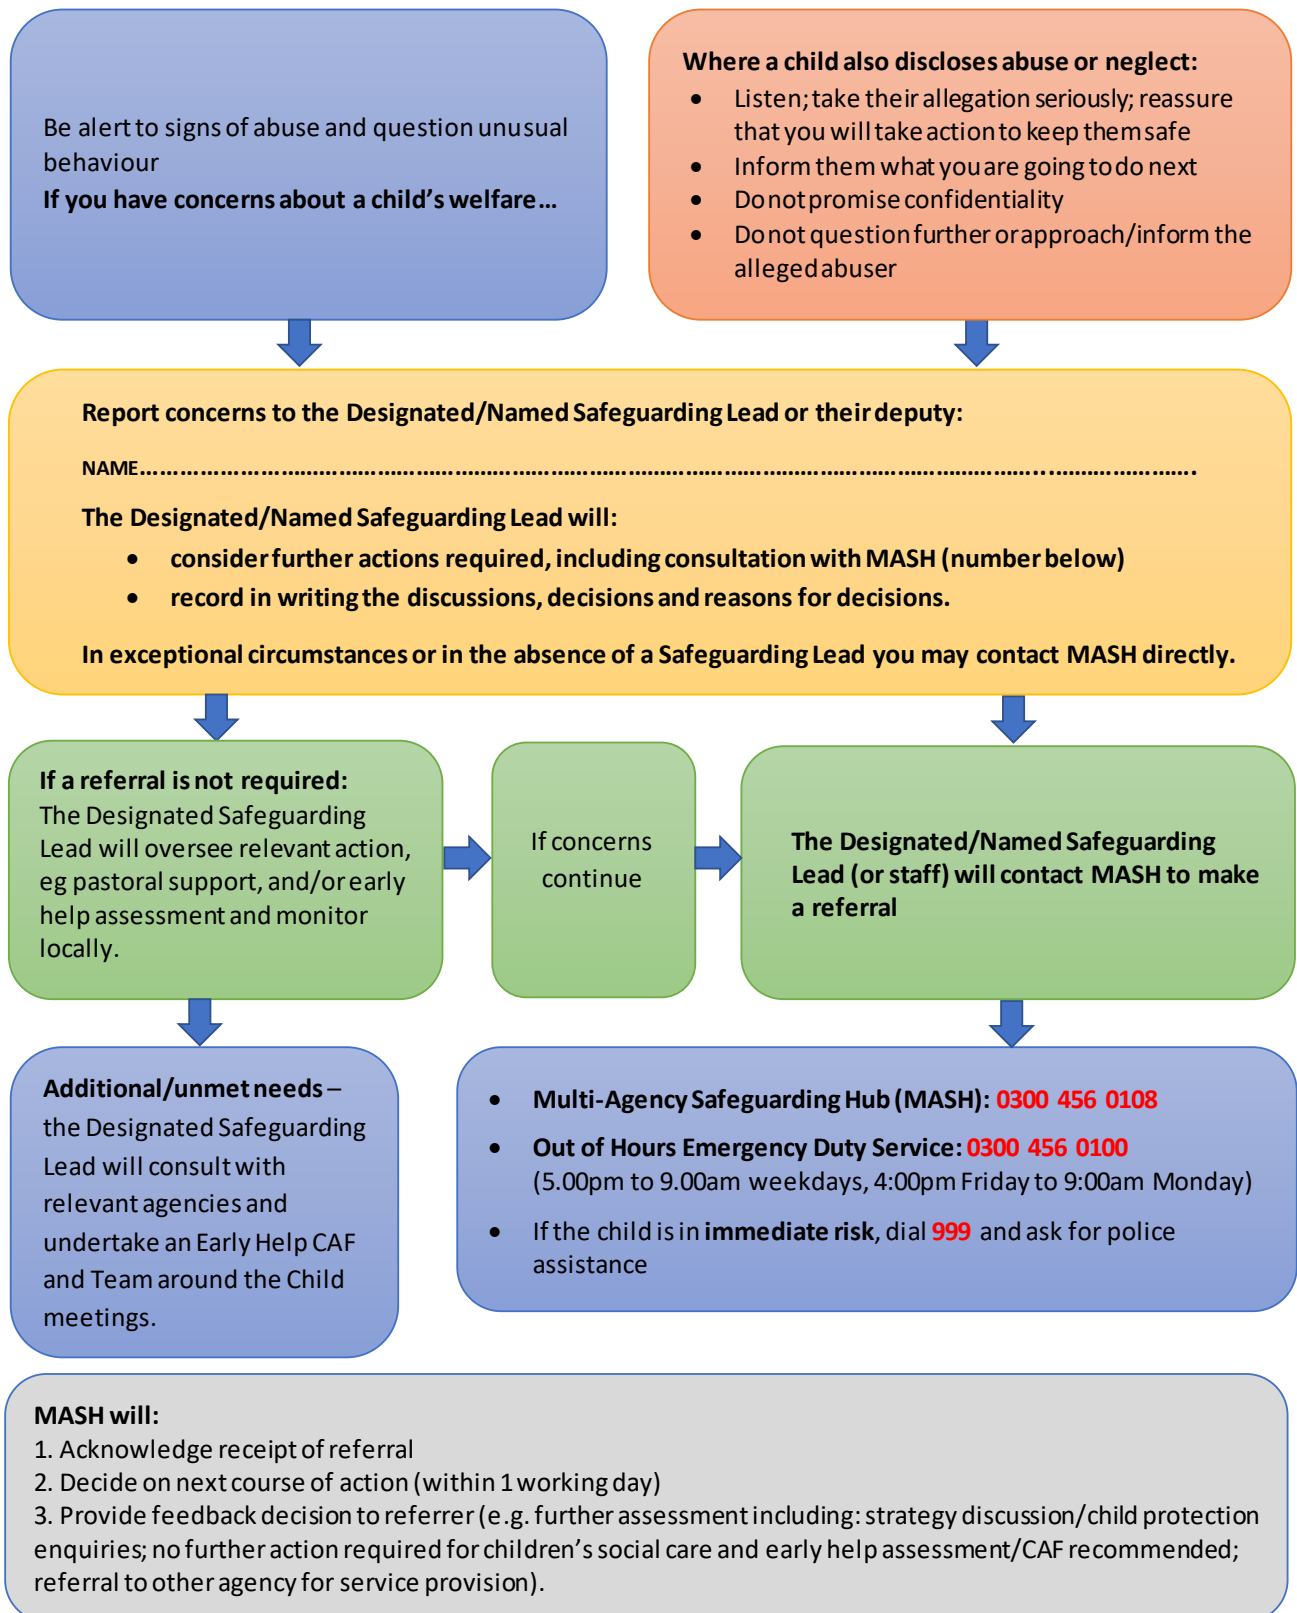 Be alert to signs of abuse and question unusual
behaviour
If you have concerns about a child’s welfare…
Where a child also discloses abuse or neglect:
• Listen; take their allegation seriously; reassure
that you will take action to keep them safe
• Inform them what you are going to do next
• Do not promise confidentiality
• Do not question further or approach/inform the
alleged abuser
Report concerns to the Designated/Named Safeguarding Lead or their deputy:
NAME……………………………………………………………………………………………………………………………….
The Designated/Named Safeguarding Lead will:
• consider further actions required, including consultation with MASH (number below)
• record in writing the discussions, decisions and reasons for decisions.
In exceptional circumstances or in the absence of a Safeguarding Lead you may contact MASH directly.
If a referral is not required:
The Designated Safeguarding
Lead will oversee relevant action,
eg pastoral support, and/or early
help assessment and monitor
locally.
If concerns
continue
The Designated/Named Safeguarding
Lead (or staff) will contact MASH to make
a referral
Additional/unmet needs –
the Designated Safeguarding
Lead will consult with
relevant agencies and
undertake an Early Help CAF
and Team around the Child
meetings.
• Multi-Agency Safeguarding Hub (MASH): 0300 456 0108
• Out of Hours Emergency Duty Service: 0300 456 0100
(5.00pm to 9.00am weekdays, 4:00pm Friday to 9:00am Monday)
• If the child is in immediate risk, dial 999 and ask for police
assistance
MASH will:
1. Acknowledge receipt of referral
2. Decide on next course of action (within 1 working day)
3. Provide feedback decision to referrer (e.g. further assessment including: strategy discussion/child protection
enquiries; no further action required for children’s social care and early help assessment/CAF recommended;
referral to other agency for service provision).